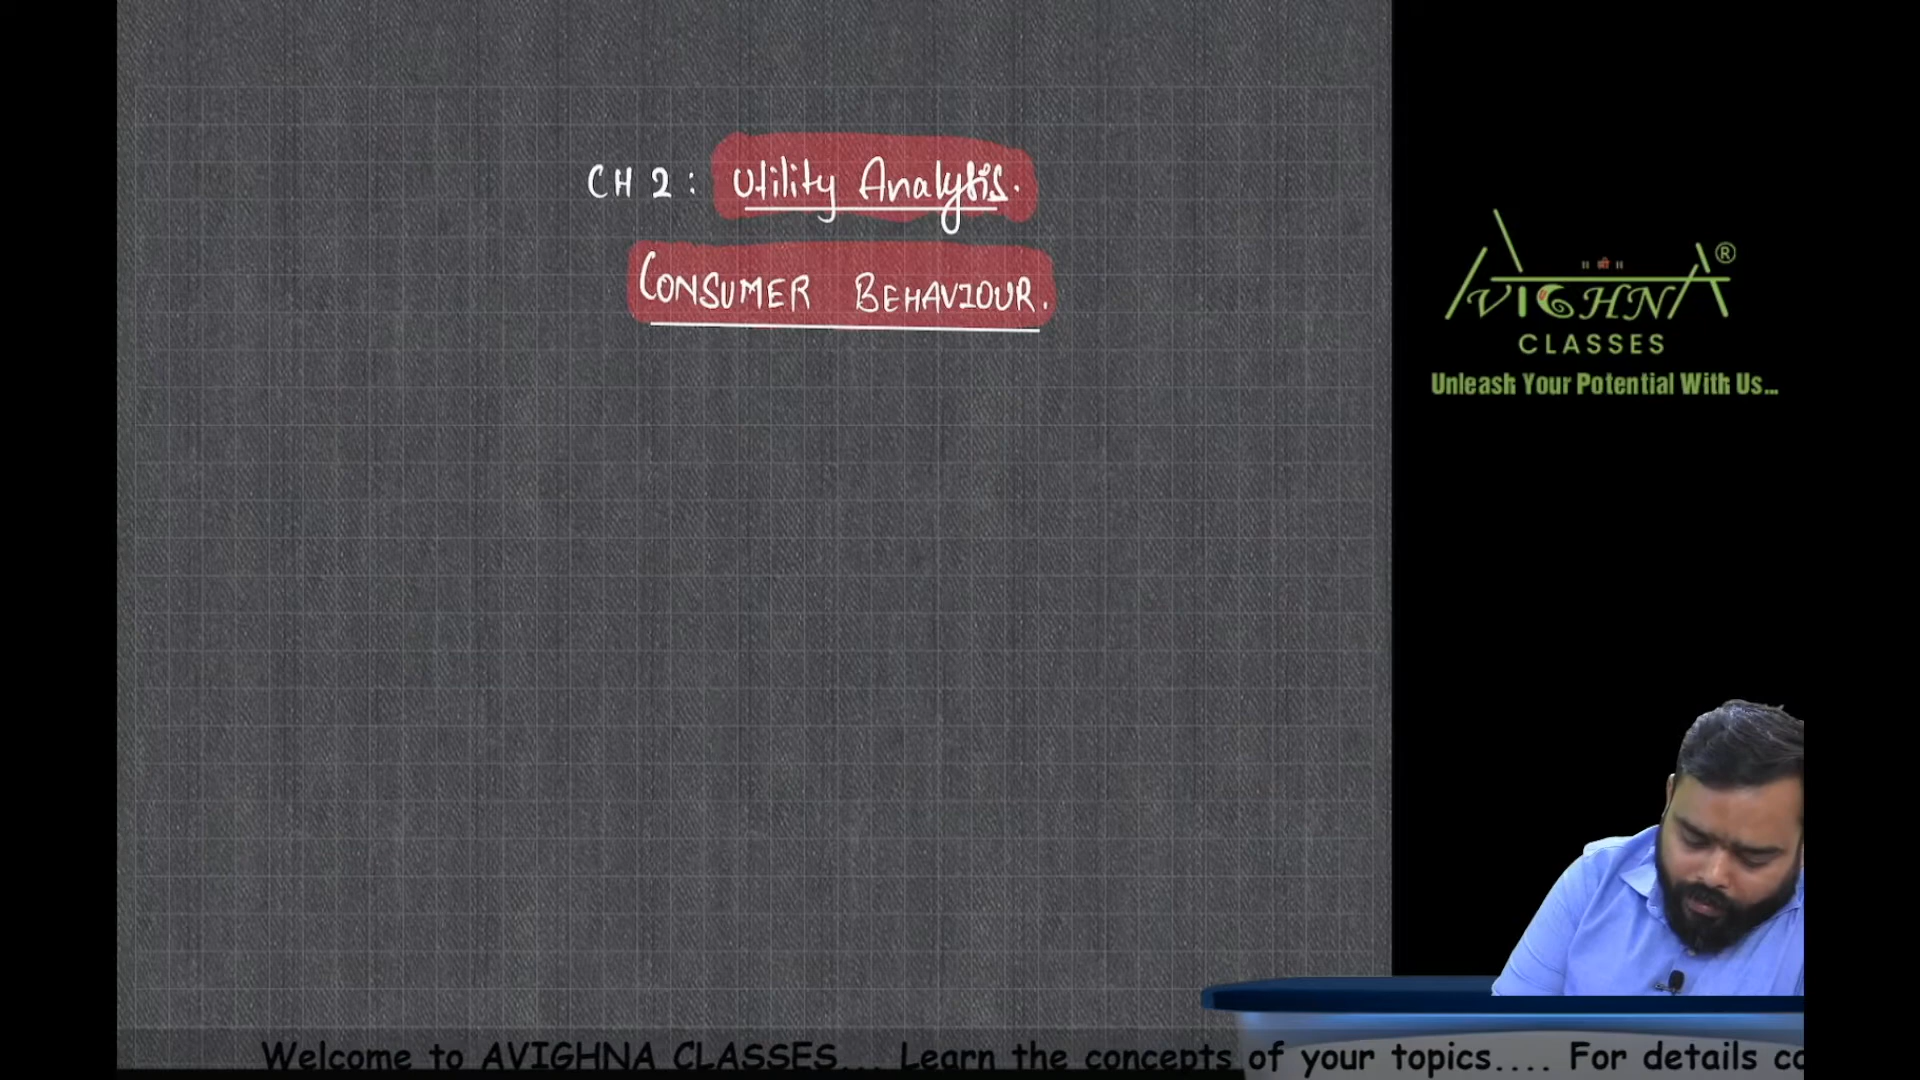 CH 2: Utility Analysis.
CONSUMER BEHAVIOUR.
॥ श्री ॥
AVIGHNA ®
CLASSES
Unleash Your Potential With Us...
Welcome to AVIGHNA CLASSES... Learn the concepts of your topics.... For details co